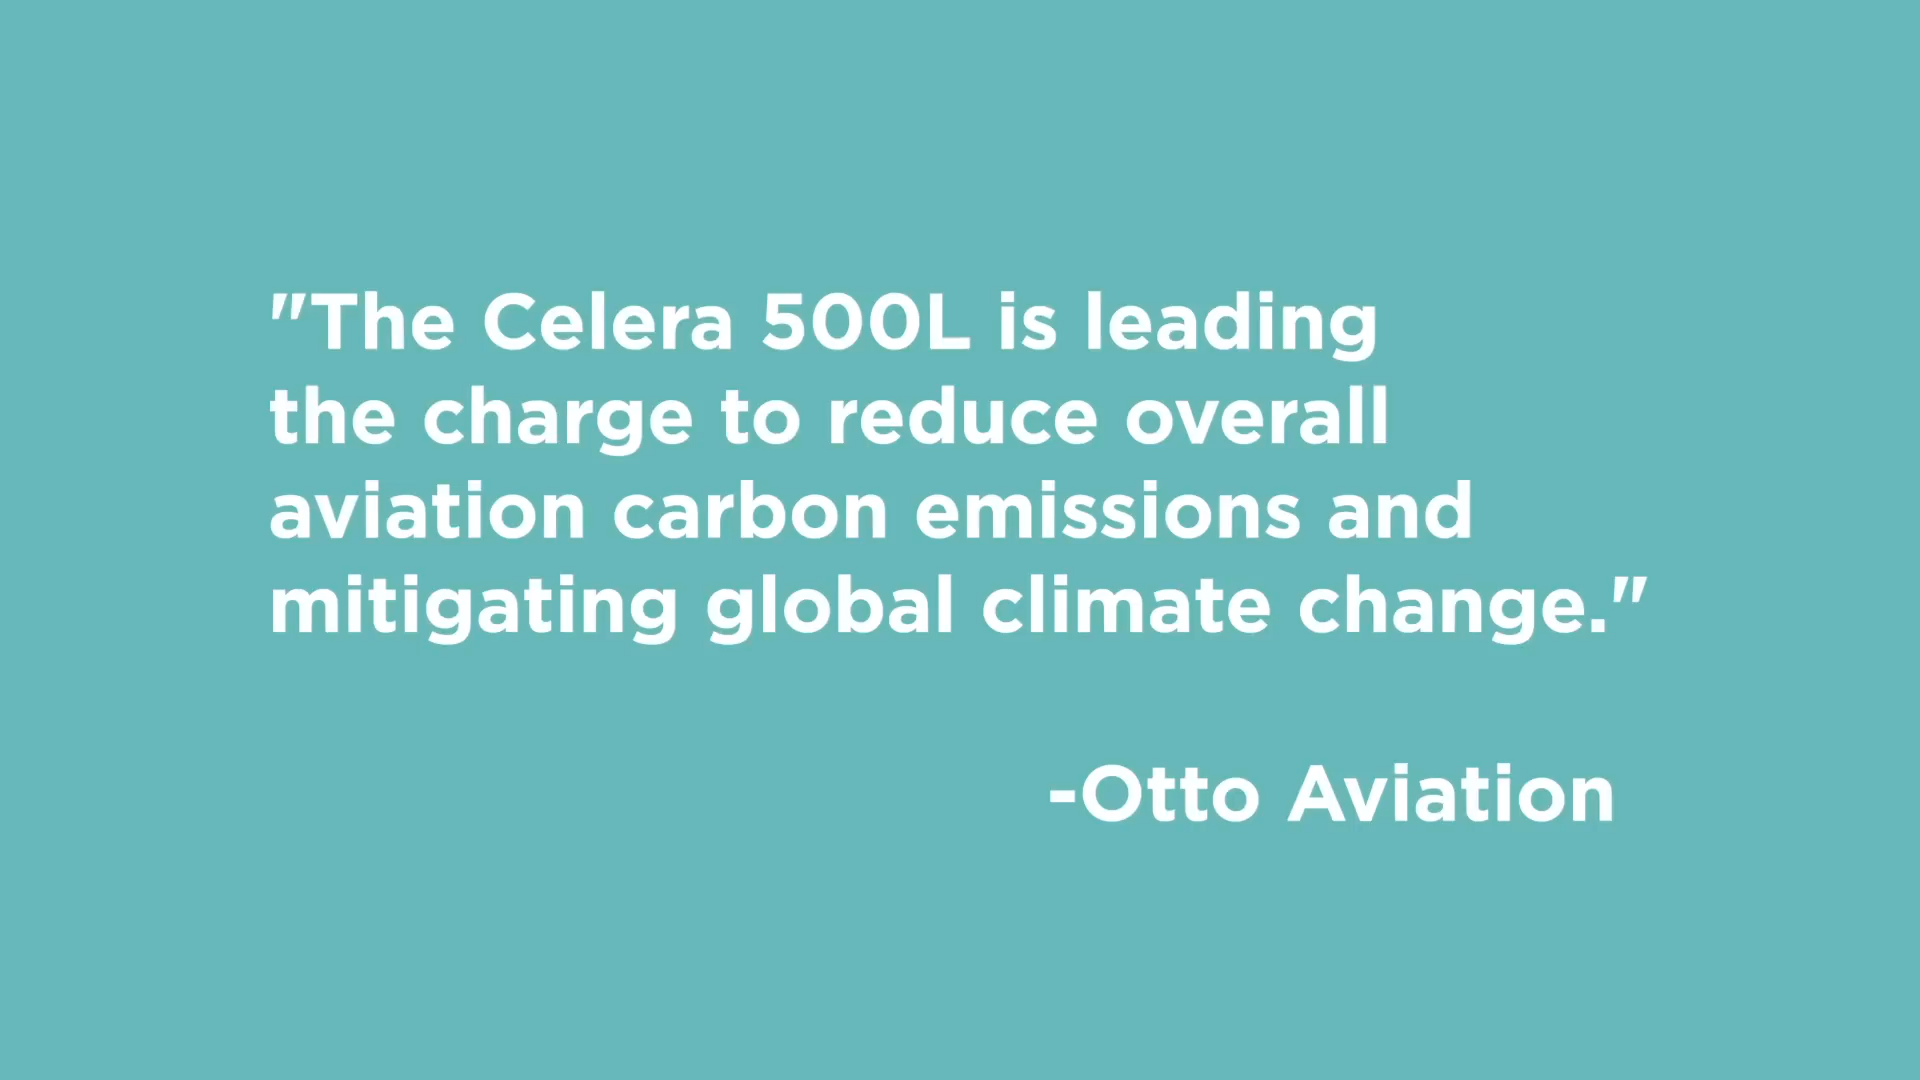 "The Celera 500L is leading
the charge to reduce overall
aviation carbon emissions and
mitigating global climate change."
-Otto Aviation